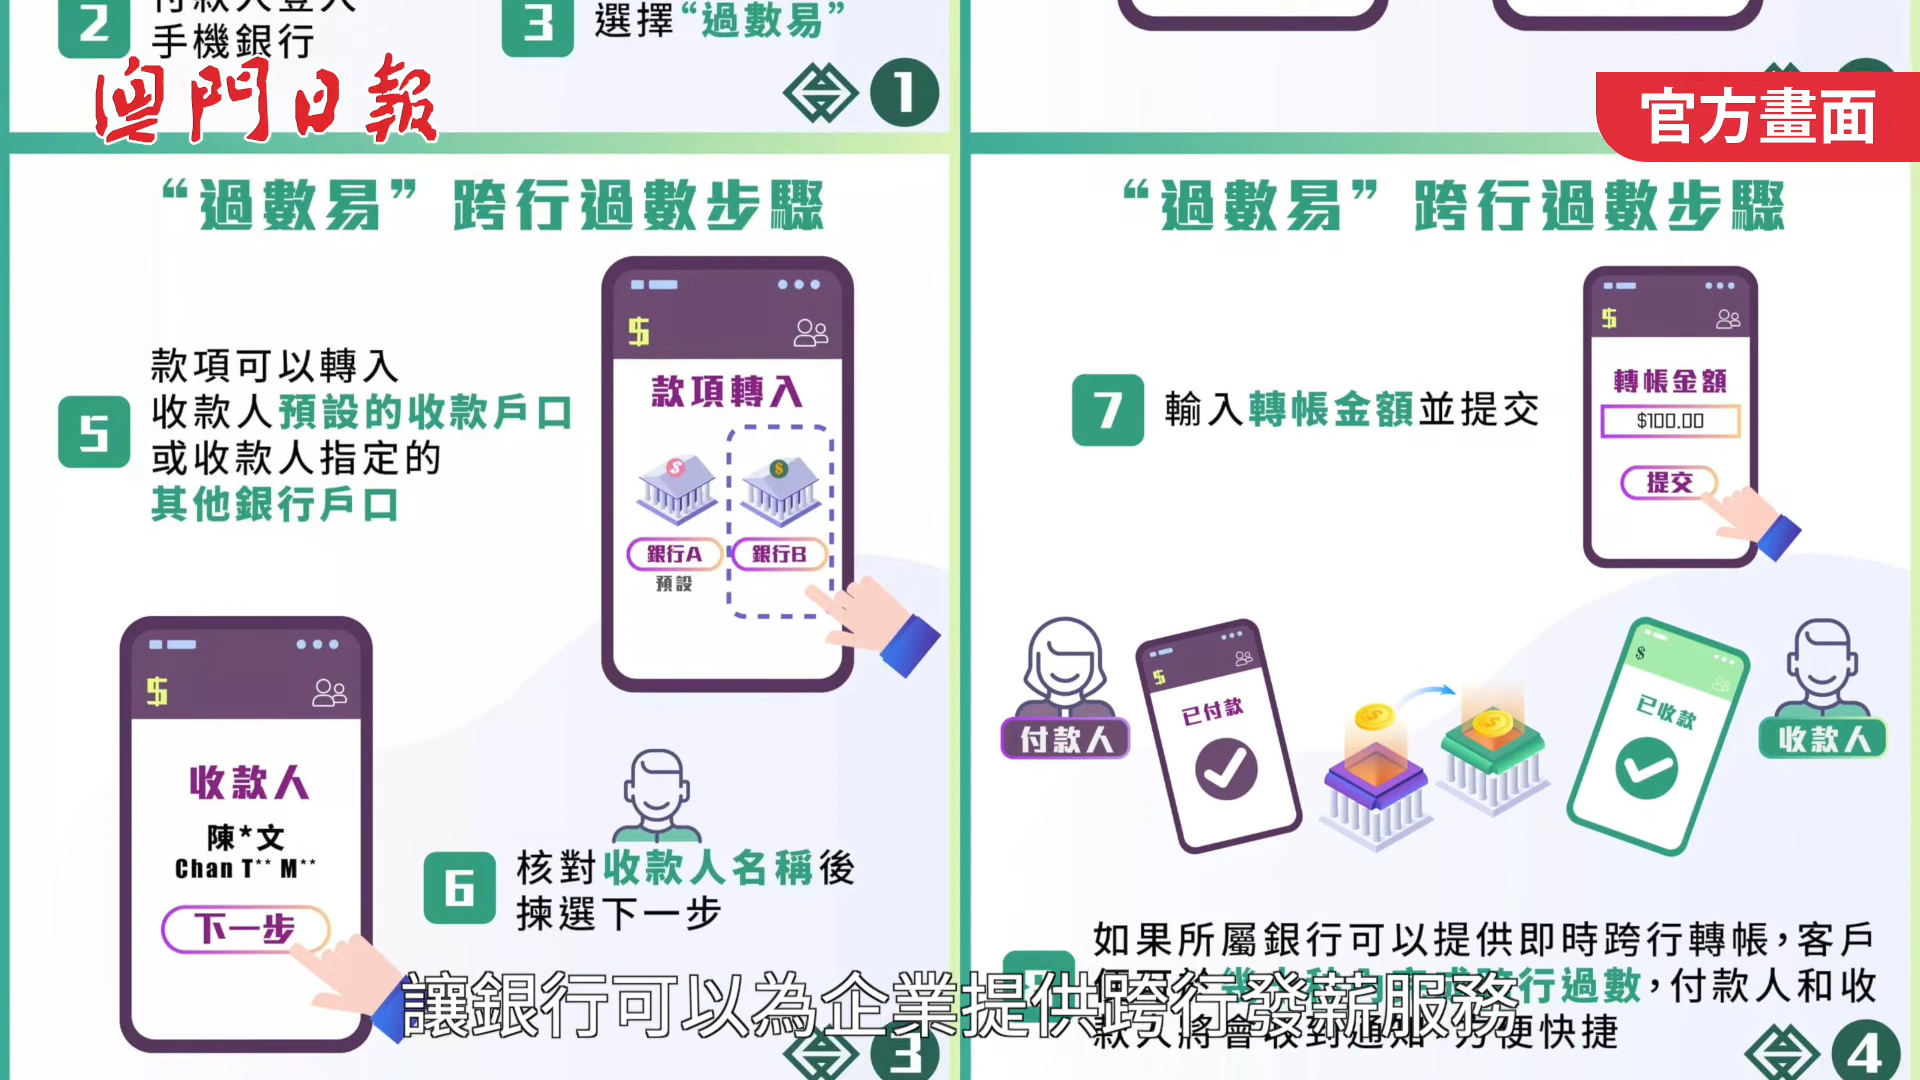 2
手機銀行
3
選擇“過數易”
1
澳門日報
官方畫面
“過數易”跨行過數步驟
5
款項可以轉入
收款人預設的收款戶口
或收款人指定的
其他銀行戶口
$
款項轉入
$
$
銀行A
銀行B
預設
$
收款人
陳*文
Chan T** M**
下一步
6
核對收款人名稱後
揀選下一步
3
“過數易”跨行過數步驟
7
輸入轉帳金額並提交
$
轉帳金額
$100.00
提交
付款人
$
已付款
$
$
$
已收款
收款人
如果所屬銀行可以提供即時跨行轉帳，客戶
行過數，付款人和收
方便快捷
4
讓銀行可以為企業提供跨行發薪服務